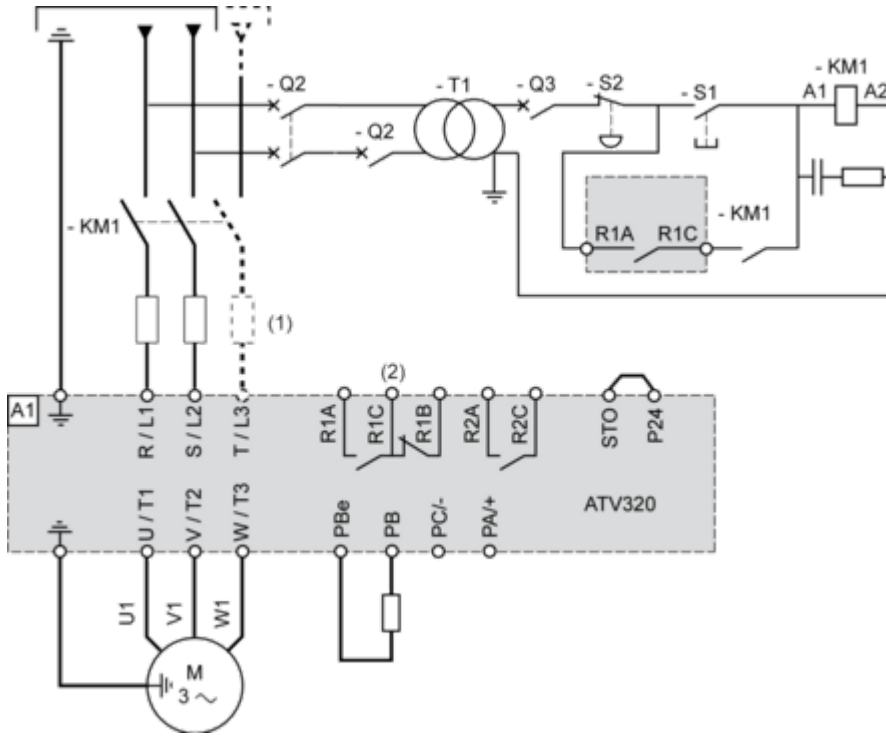 - Q2
- T1
- Q3
- S2
- S1
- KM1
A1
A2
- Q2
- KM1
R1A
R1C
- KM1
(1)
(2)
A1
R / L1
S / L2
T / L3
R1A
R1C
R1B
R2A
R2C
STO
P24
U / T1
V / T2
W / T3
PBe
PB
PC/-
PA/+
ATV320
U1
V1
W1
M
3 ~